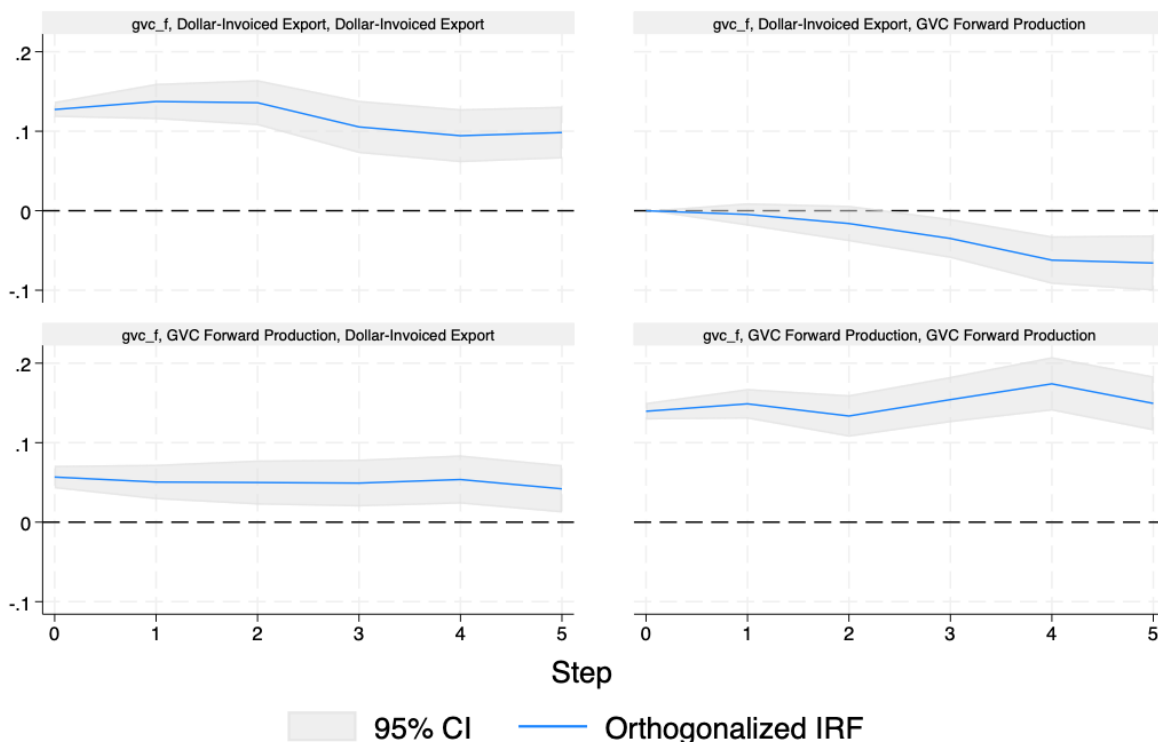 gvc_f, Dollar-Invoiced Export, Dollar-Invoiced Export
gvc_f, Dollar-Invoiced Export, GVC Forward Production
.2
.1
0
-.1
gvc_f, GVC Forward Production, Dollar-Invoiced Export
gvc_f, GVC Forward Production, GVC Forward Production
.2
.1
0
-.1
0 1 2 3 4 5
0 1 2 3 4 5
Step
95% CI
Orthogonalized IRF